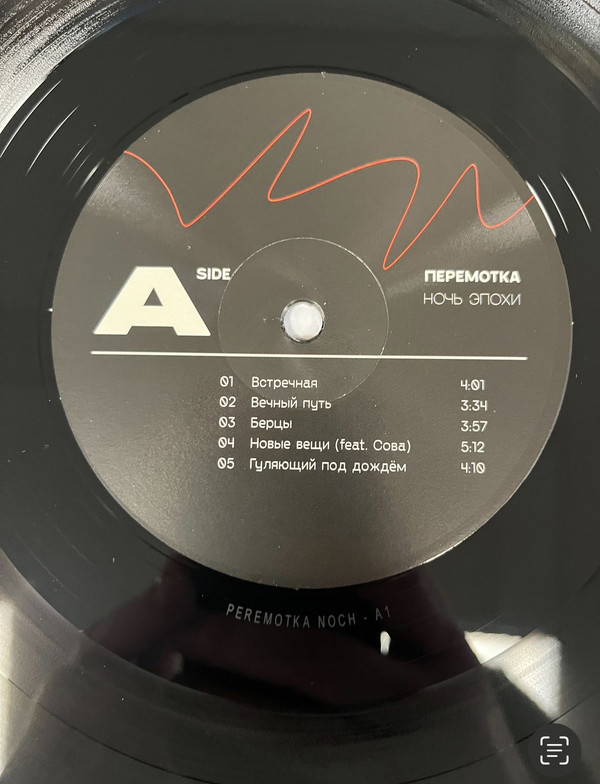 A SIDE
ПЕРЕМОТКА
НОЧЬ ЭПОХИ
01 Встречная 4:01
02 Вечный путь 3:34
03 Берцы 3:57
04 Новые вещи (feat. Сова) 5:12
05 Гуляющий под дождём 4:10
PEREMOTKA NOCH - A1